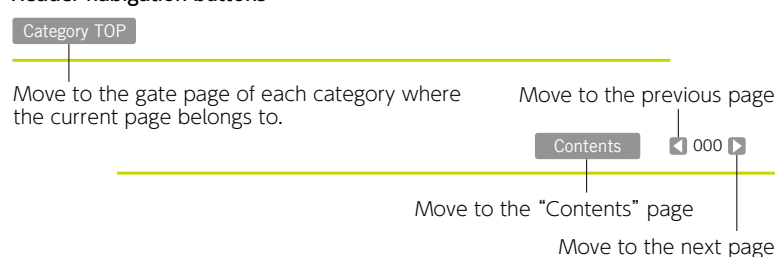 Header nabigation buttons
Category TOP
Move to the gate page of each category where
the current page belongs to.
Move to the previous page
Contents
000
Move to the “Contents” page
Move to the next page